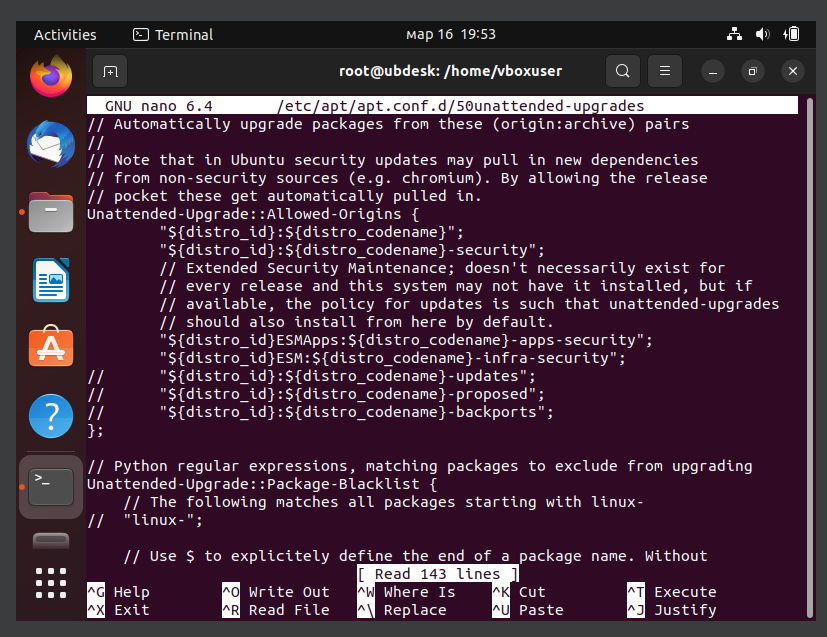 Activities Terminal мар 16 19:53
root@ubdesk: /home/vboxuser
GNU nano 6.4 /etc/apt/apt.conf.d/50unattended-upgrades
// Automatically upgrade packages from these (origin:archive) pairs
//
// Note that in Ubuntu security updates may pull in new dependencies
// from non-security sources (e.g. chromium). By allowing the release
// pocket these get automatically pulled in.
Unattended-Upgrade::Allowed-Origins {
        "${distro_id}:${distro_codename}";
        "${distro_id}:${distro_codename}-security";
        // Extended Security Maintenance; doesn't necessarily exist for
        // every release and this system may not have it installed, but if
        // available, the policy for updates is such that unattended-upgrades
        // should also install from here by default.
        "${distro_id}ESMApps:${distro_codename}-apps-security";
        "${distro_id}ESM:${distro_codename}-infra-security";
//      "${distro_id}:${distro_codename}-updates";
//      "${distro_id}:${distro_codename}-proposed";
//      "${distro_id}:${distro_codename}-backports";
};
// Python regular expressions, matching packages to exclude from upgrading
Unattended-Upgrade::Package-Blacklist {
    // The following matches all packages starting with linux-
//  "linux-";
    // Use $ to explicitely define the end of a package name. Without
[ Read 143 lines ]
^G Help ^O Write Out ^W Where Is ^K Cut ^T Execute
^X Exit ^R Read File ^\ Replace ^U Paste ^J Justify